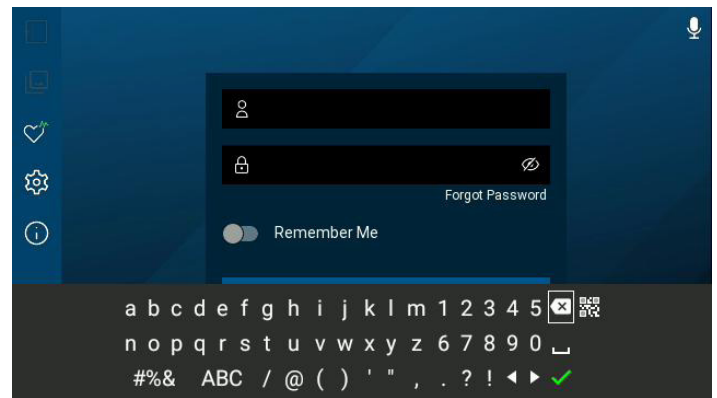 Forgot Password
Remember Me
a b c d e f g h i j k l m 1 2 3 4 5
n o p q r s t u v w x y z 6 7 8 9 0
#%& ABC / @ ( ) ' " , . ? !